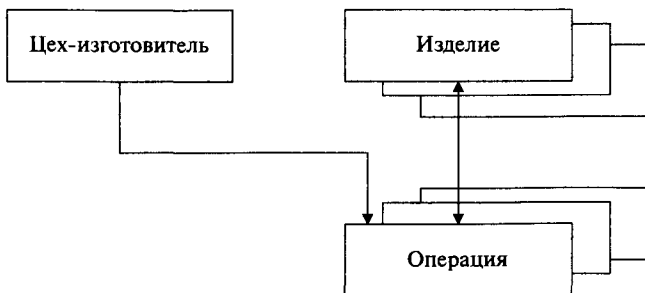 Цех-изготовитель
Изделие
Операция